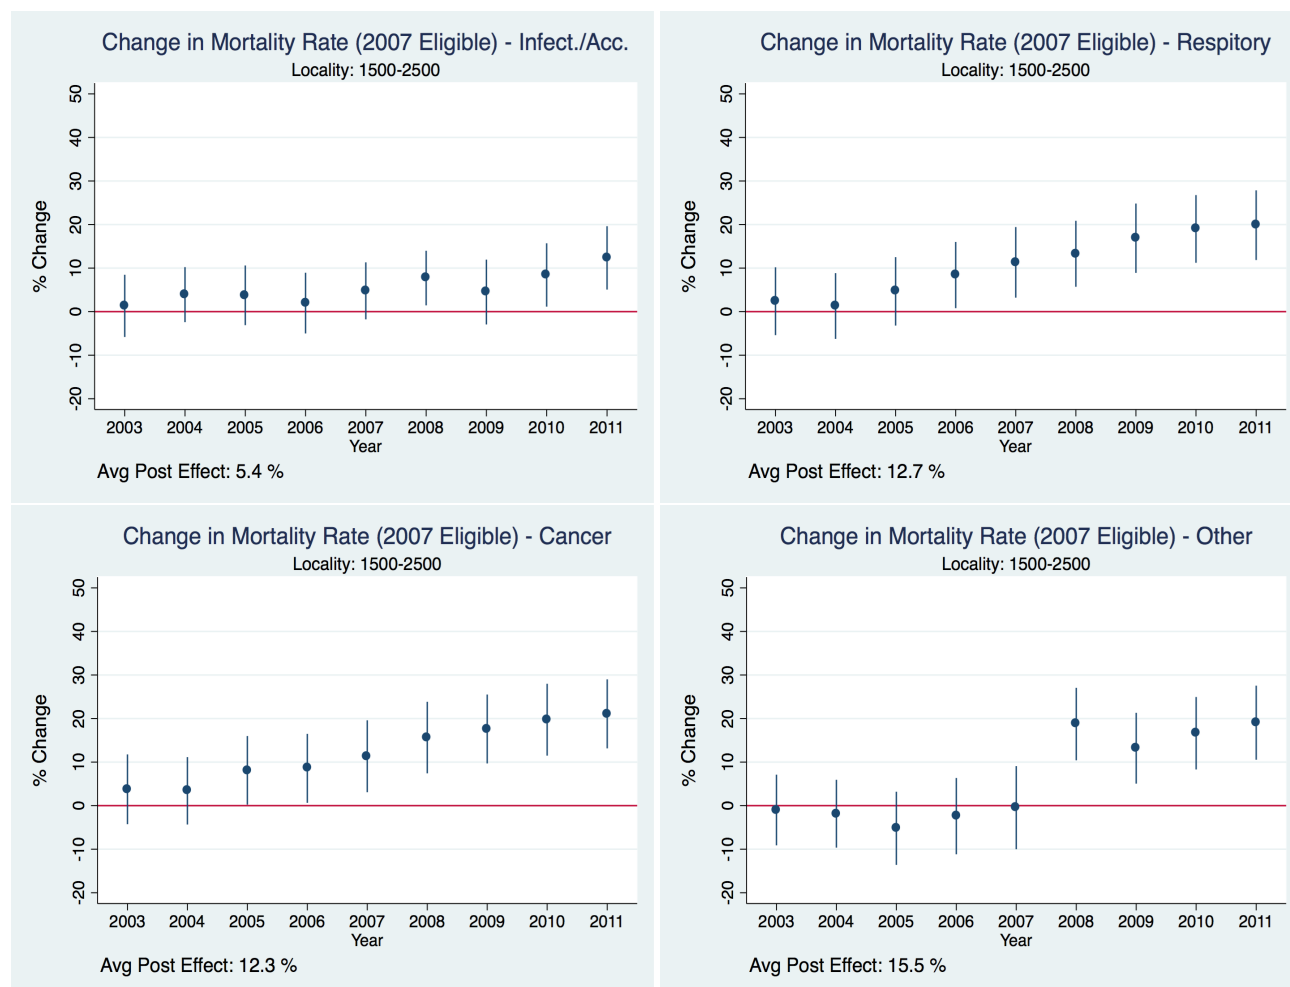 Change in Mortality Rate (2007 Eligible) - Infect./Acc.
Locality: 1500-2500
% Change
50
40
30
20
10
0
-10
-20
2003 2004 2005 2006 2007 2008 2009 2010 2011
Year
Avg Post Effect: 5.4 %
Change in Mortality Rate (2007 Eligible) - Respitory
Locality: 1500-2500
% Change
50
40
30
20
10
0
-10
-20
2003 2004 2005 2006 2007 2008 2009 2010 2011
Year
Avg Post Effect: 12.7 %
Change in Mortality Rate (2007 Eligible) - Cancer
Locality: 1500-2500
% Change
50
40
30
20
10
0
-10
-20
2003 2004 2005 2006 2007 2008 2009 2010 2011
Year
Avg Post Effect: 12.3 %
Change in Mortality Rate (2007 Eligible) - Other
Locality: 1500-2500
% Change
50
40
30
20
10
0
-10
-20
2003 2004 2005 2006 2007 2008 2009 2010 2011
Year
Avg Post Effect: 15.5 %